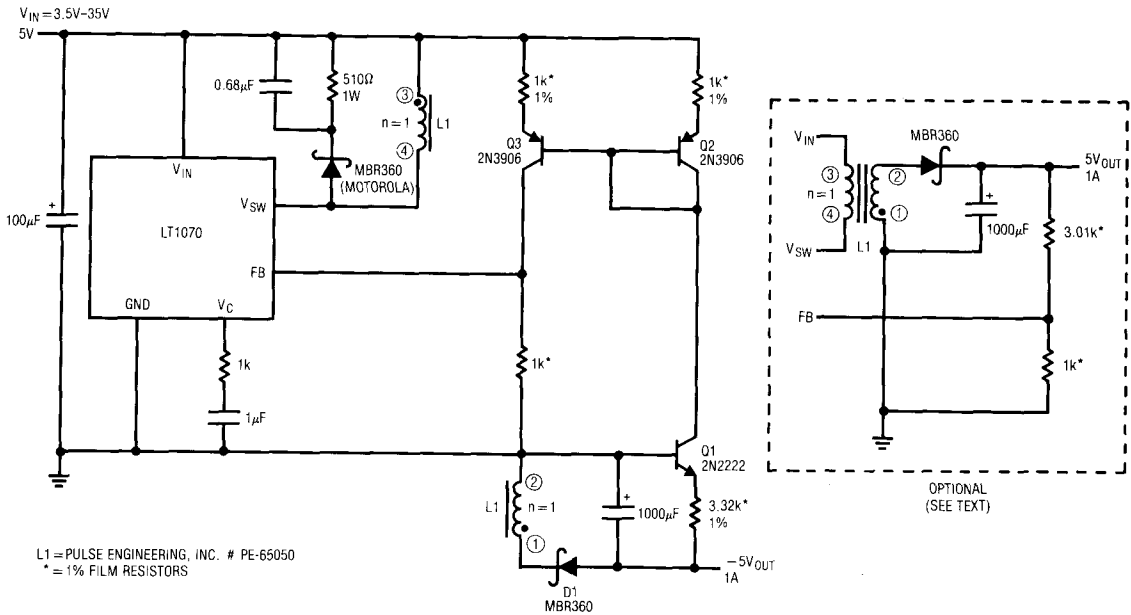 V_IN = 3.5V–35V
5V
0.68µF
510Ω
1W
③
n=1
L1
④
MBR360
(MOTOROLA)
1k*
1%
Q3
2N3906
1k*
1%
Q2
2N3906
100µF
+
V_IN
V_SW
LT1070
FB
GND
V_C
1k
1µF
1k*
Q1
2N2222
L1
②
n=1
①
+
1000µF
3.32k*
1%
−5V_OUT
1A
D1
MBR360
L1 = PULSE ENGINEERING, INC. # PE-65050
* = 1% FILM RESISTORS
V_IN
③
n=1
④
V_SW
L1
②
①
MBR360
+
1000µF
5V_OUT
1A
3.01k*
FB
1k*
OPTIONAL
(SEE TEXT)